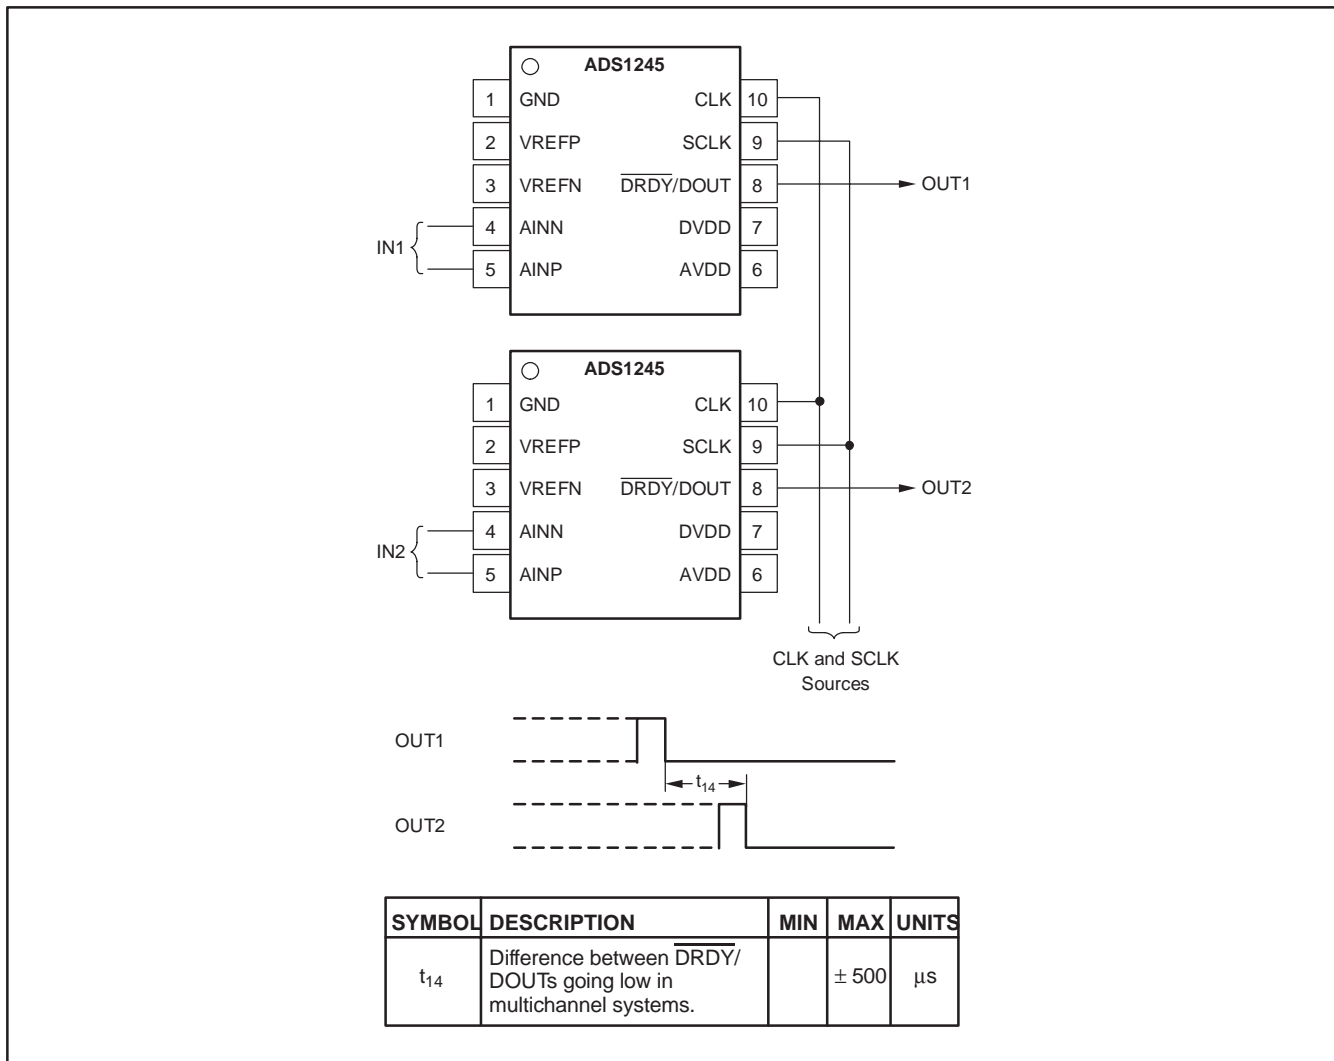 ADS1245
1 GND CLK 10
2 VREFP SCLK 9
3 VREFN DRDY/DOUT 8 OUT1
4 AINN DVDD 7
IN1
5 AINP AVDD 6
ADS1245
1 GND CLK 10
2 VREFP SCLK 9
3 VREFN DRDY/DOUT 8 OUT2
4 AINN DVDD 7
IN2
5 AINP AVDD 6
CLK and SCLK
Sources
OUT1
t14
OUT2
SYMBOL DESCRIPTION MIN MAX UNITS
t14 Difference between DRDY/
DOUTs going low in
multichannel systems.
± 500 μs